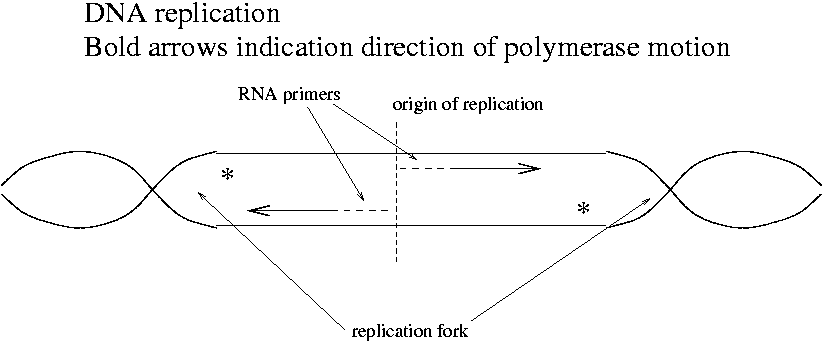 DNA replication
Bold arrows indication direction of polymerase motion
RNA primers
origin of replication
*
*
replication fork